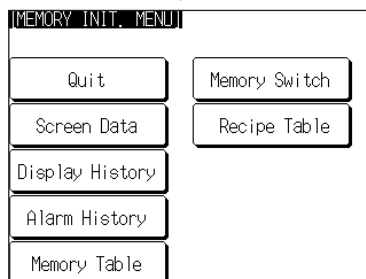 [MEMORY INIT. MENU]
Quit
Memory Switch
Screen Data
Recipe Table
Display History
Alarm History
Memory Table